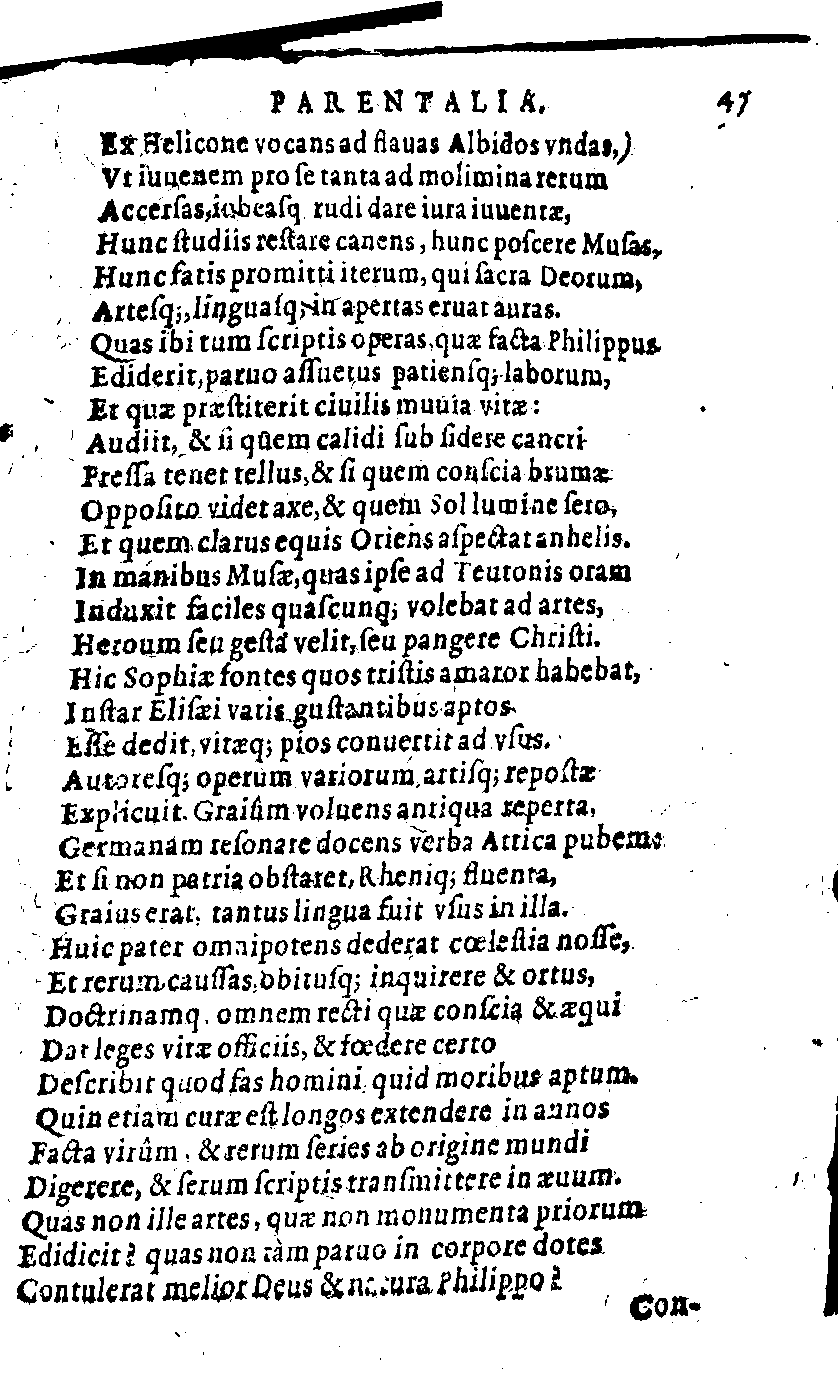 PARENTALIA. 47
Ex Helicone vocans ad flauas Albidos vndas,)
Vt iuuenem pro ſe tanta ad molimina rerum
Accerſas, iubeaſq rudi dare iura iuuentæ,
Hunc ſtudiis reſtare canens, hunc poſcere Muſas,
Hunc fatis promitti iterum, qui ſacra Deorum,
Arteſq;, linguaſq; in apertas eruat auras.
Quas ibi tum ſcriptis operas, quæ facta Philippus
Ediderit, paruo aſſuetus patienſq; laborum,
Et quæ præſtiterit ciuilis munia vitæ:
Audiit, & ſi quem calidi ſub ſidere cancri
Preſſa tenet tellus, & ſi quem conſcia brumæ
Oppoſito videt axe, & quem Sol lumine ſero,
Et quem clarus equis Oriens aſpectat anhelis.
In manibus Muſæ, quas ipſe ad Teutonis oram
Induxit faciles quaſcunq; volebat ad artes,
Heroum ſeu geſta velit, ſeu pangere Chriſti.
Hic Sophiæ fontes quos triſtis amaror habebat,
Inſtar Eliſæi vatis guſtantibus aptos
Eſſe dedit, vitæq; pios conuertit ad vſus.
Autoreſq; operum variorum, artiſq; repoſtæ
Explicuit. Graiûm voluens antiqua reperta,
Germanam reſonare docens verba Attica pubem:
Et ſi non patria obſtaret, Rheniq; fluenta,
Graius erat, tantus lingua fuit vſus in illa.
Huic pater omnipotens dederat cœleſtia noſſe,
Et rerum cauſſas, obituſq; inquirere & ortus,
Doctrinamq, omnem recti quæ conſcia & æqui
Dat leges vitæ officiis, & fœdere certo
Deſcribit quod fas homini, quid moribus aptum.
Quin etiam curæ eſt longos extendere in annos
Facta virûm, & rerum ſeries ab origine mundi
Digerere, & ſerum ſcriptis tranſmittere in æuum.
Quas non ille artes, quæ non monumenta priorum
Edidicit? quas non tàm paruo in corpore dotes
Contulerat melior Deus & natura Philippo?
Con-